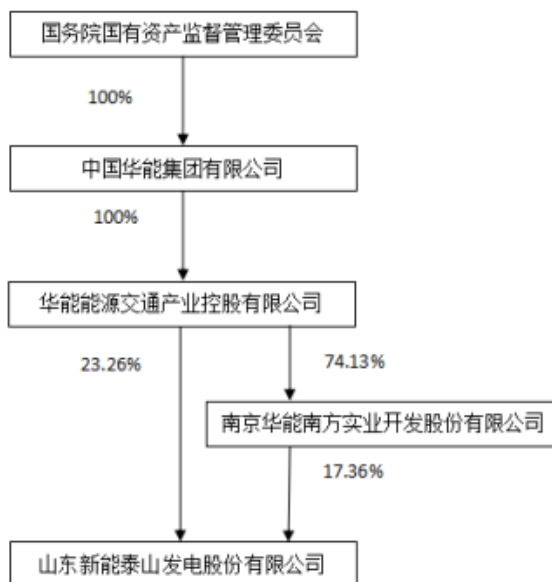 国务院国有资产监督管理委员会
100%
中国华能集团有限公司
100%
华能能源交通产业控股有限公司
23.26%
74.13%
南京华能南方实业开发股份有限公司
17.36%
山东新能泰山发电股份有限公司